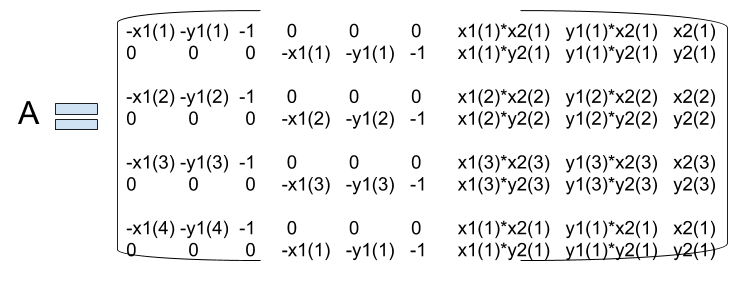 -x1(1) -y1(1) -1 0 0 0 x1(1)*x2(1) y1(1)*x2(1) x2(1)
0 0 0 -x1(1) -y1(1) -1 x1(1)*y2(1) y1(1)*y2(1) y2(1)
-x1(2) -y1(2) -1 0 0 0 x1(2)*x2(2) y1(2)*x2(2) x2(2)
A
0 0 0 -x1(2) -y1(2) -1 x1(2)*y2(2) y1(2)*y2(2) y2(2)
-x1(3) -y1(3) -1 0 0 0 x1(3)*x2(3) y1(3)*x2(3) x2(3)
0 0 0 -x1(3) -y1(3) -1 x1(3)*y2(3) y1(3)*y2(3) y2(3)
-x1(4) -y1(4) -1 0 0 0 x1(1)*x2(1) y1(1)*x2(1) x2(1)
0 0 0 -x1(1) -y1(1) -1 x1(1)*y2(1) y1(1)*y2(1) y2(1)